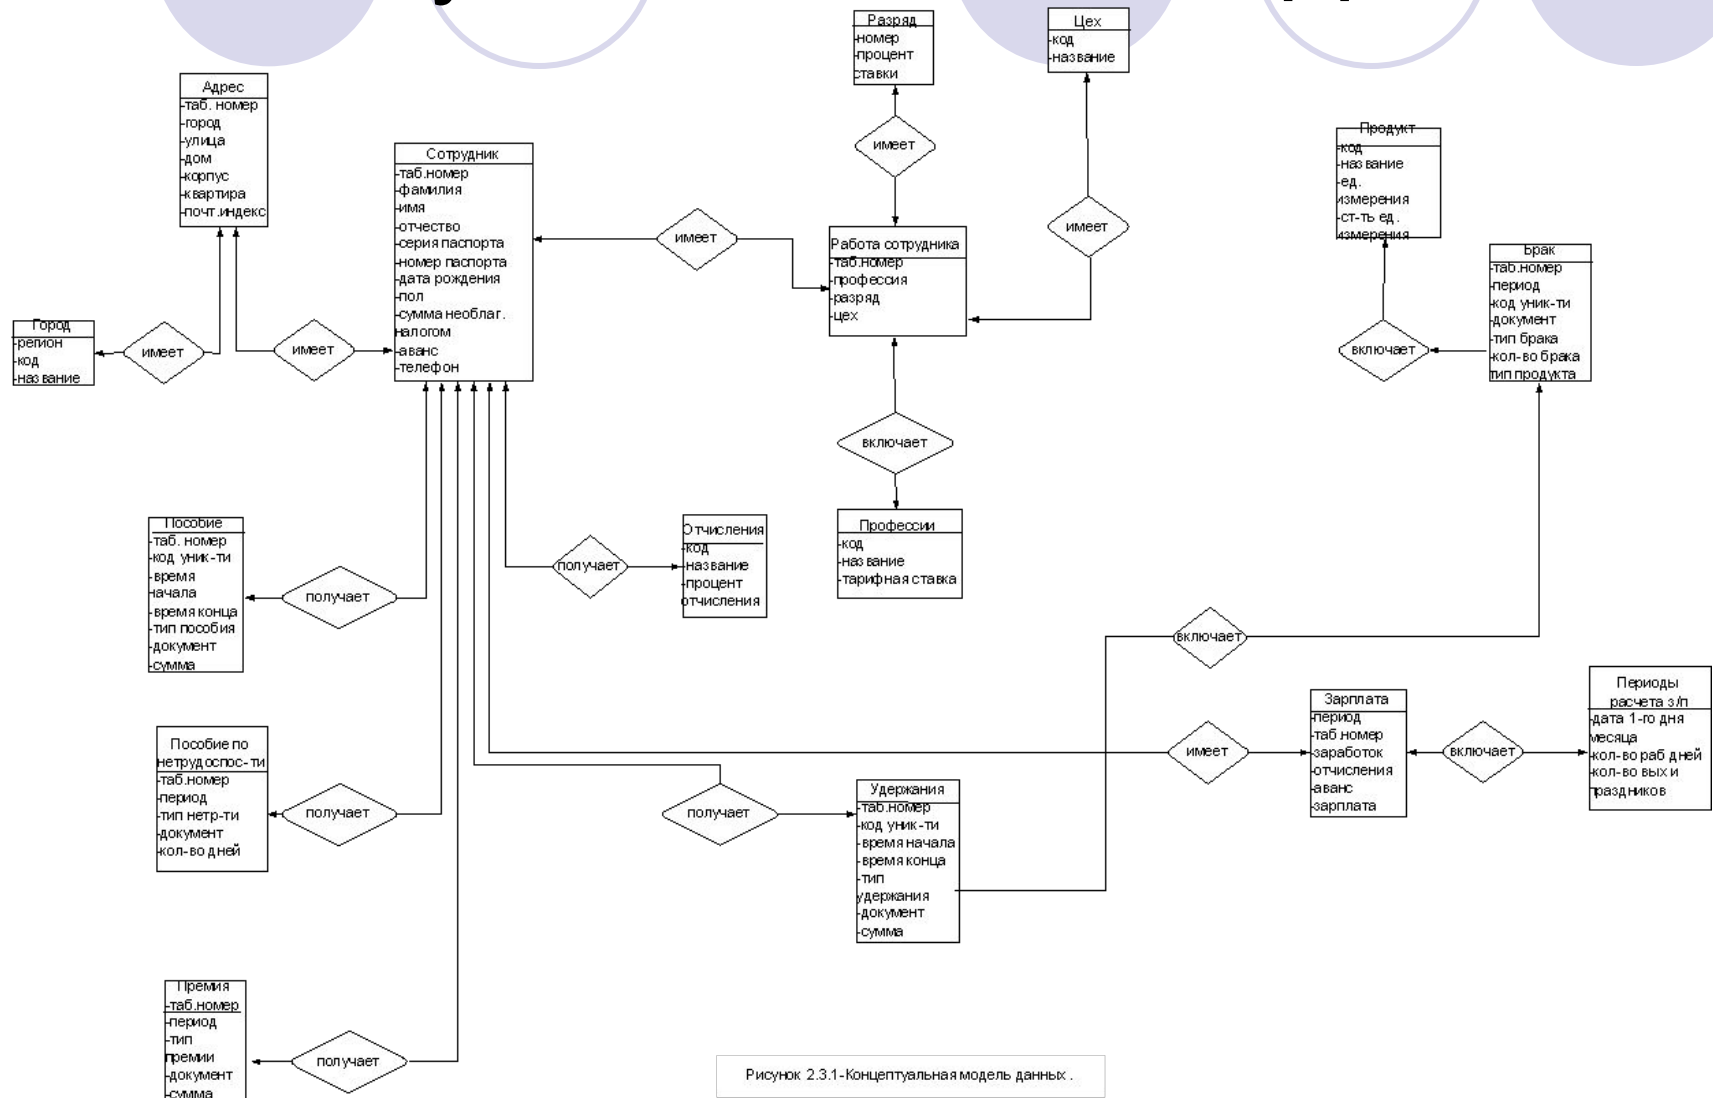 Разряд
-номер
-процент
ставки
Цех
-код
-название
Адрес
-таб. номер
-город
-улица
-дом
-корпус
-квартира
-почт.индекс
имеет
Продукт
-код
-название
-ед.
измерения
-ст-ть ед.
измерения
Сотрудник
-таб.номер
-фамилия
-имя
-отчество
-серия паспорта
-номер паспорта
-дата рождения
-пол
-сумма необлаг.
налогом
-аванс
-телефон
имеет
имеет
Работа сотрудника
-таб.номер
-профессия
-разряд
-цех
Брак
-таб.номер
-период
-код уник-ти
-документ
-тип брака
-кол-во брака
тип продукта
Город
-регион
-код
-название
имеет
имеет
включает
включает
Пособие
-таб. номер
-код уник-ти
-время
начала
-время конца
-тип пособия
-документ
-сумма
получает
получает
Отчисления
-код
-название
-процент
отчисления
Профессии
-код
-название
-тарифная ставка
включает
Пособие по
нетрудоспос-ти
-таб.номер
-период
-тип нетр-ти
-документ
-кол-во дней
получает
получает
Удержания
-таб.номер
-код уник-ти
-время начала
-время конца
-тип
удержания
-документ
-сумма
имеет
Зарплата
-период
-таб.номер
-заработок
-отчисления
-аванс
-зарплата
включает
Периоды
расчета з/п
-дата 1-го дня
месяца
-кол-во раб дней
-кол-во вых и
праздников
Премия
-таб.номер
-период
-тип
премии
-документ
-сумма
получает
Рисунок 2.3.1-Концептуальная модель данных .